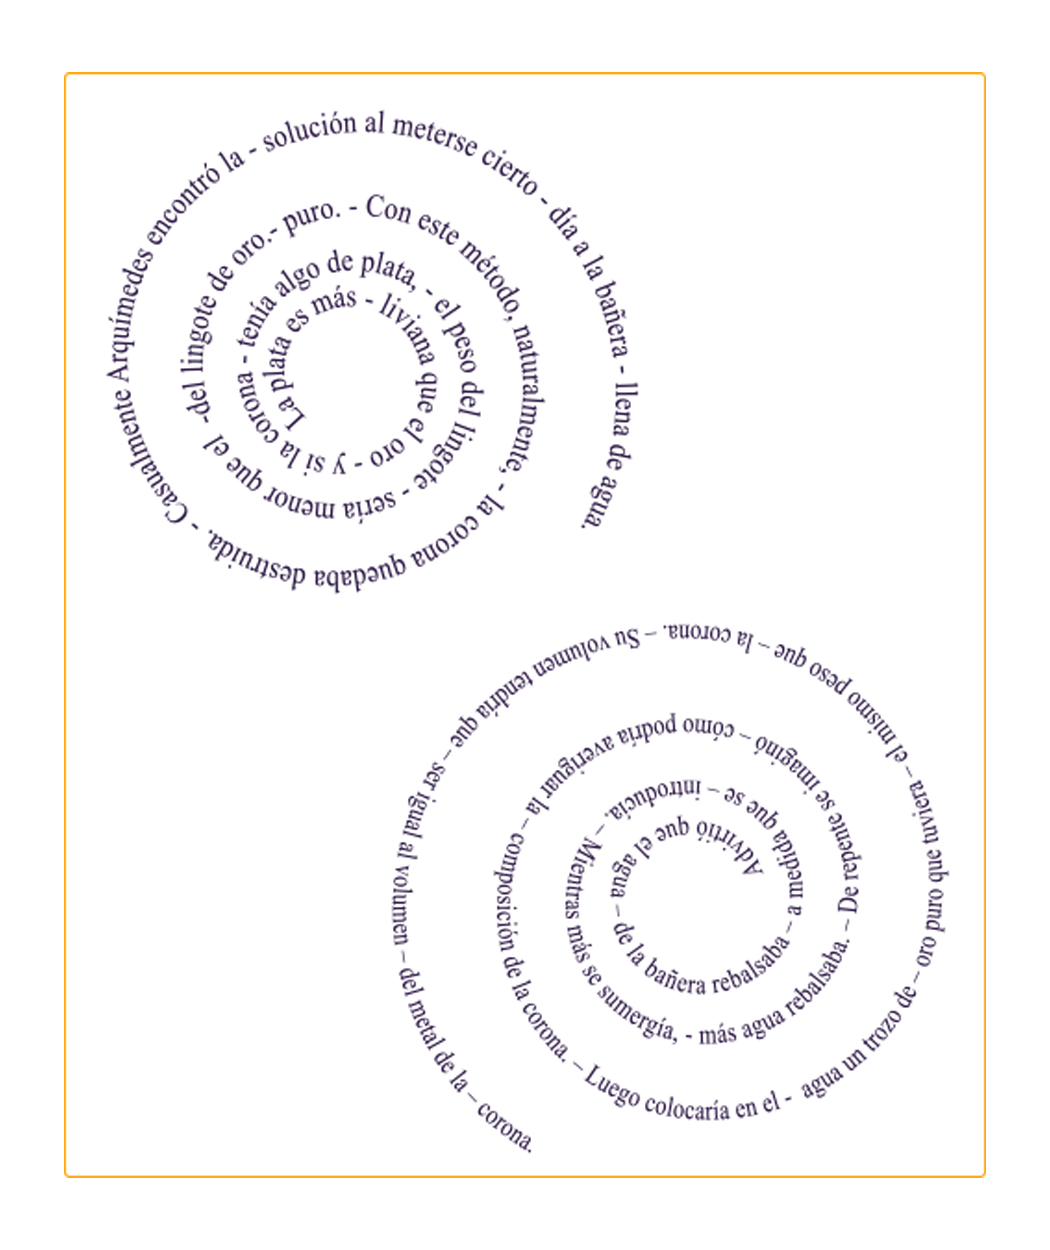 La plata es más - liviana que el oro - y si la corona - tenía algo de plata, - el peso del lingote - sería menor que el -del lingote de oro.- puro. - Con este método, naturalmente, - la corona quedaba destruida. - Casualmente Arquímedes encontró la - solución al meterse cierto - día a la bañera - llena de agua.
Advirtió que el agua – de la bañera rebalsaba – a medida que se – introducía. – Mientras más se sumergía, - más agua rebalsaba. – De repente se imaginó – cómo podría averiguar la – composición de la corona. – Luego colocaría en el - agua un trozo de – oro puro que tuviera – el mismo peso que – la corona. – Su volumen tendría que – ser igual al volumen – del metal de la – corona.